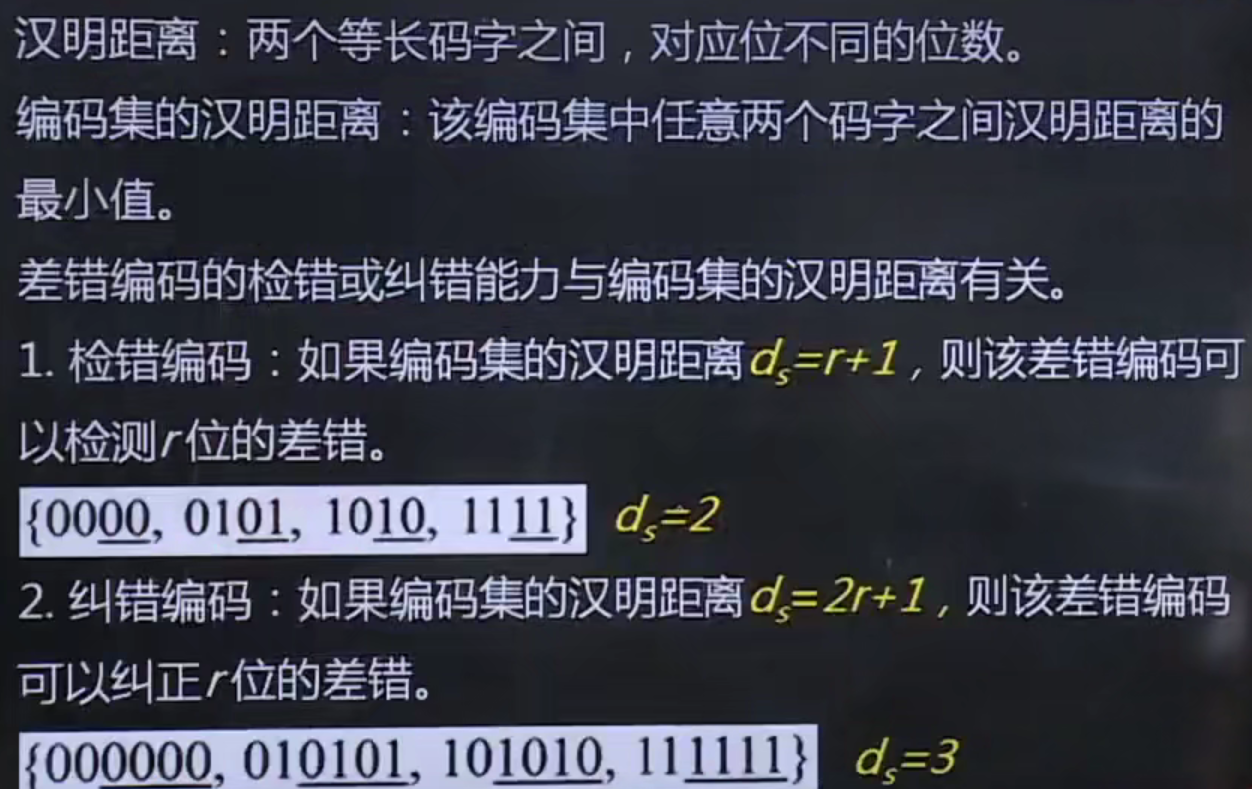 汉明距离：两个等长码字之间，对应位不同的位数。
编码集的汉明距离：该编码集中任意两个码字之间汉明距离的
最小值。
差错编码的检错或纠错能力与编码集的汉明距离有关。
1. 检错编码：如果编码集的汉明距离dₛ=r+1，则该差错编码可
以检测r位的差错。
{0000, 0101, 1010, 1111} dₛ=2
2. 纠错编码：如果编码集的汉明距离dₛ=2r+1，则该差错编码
可以纠正r位的差错。
{000000, 010101, 101010, 111111} dₛ=3